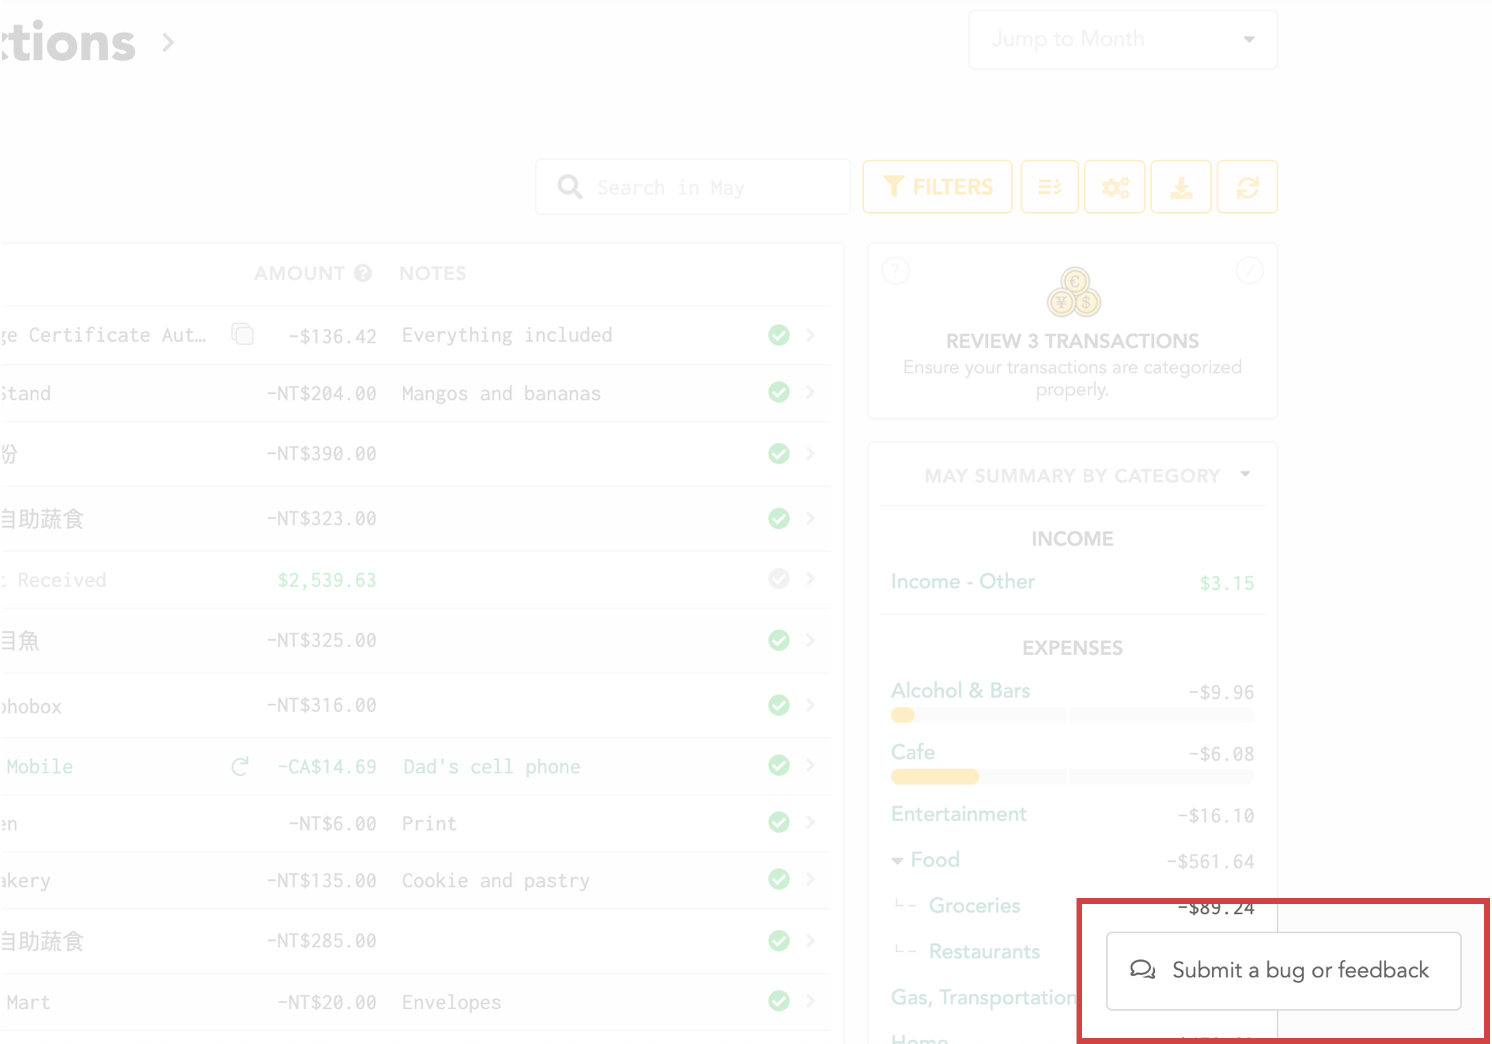 ctions
Jump to Month
Search in May
FILTERS
AMOUNT ? NOTES
ge Certificate Aut… -$136.42 Everything included
Stand -NT$204.00 Mangos and bananas
粉 -NT$390.00
自助蔬食 -NT$323.00
t Received $2,539.63
目魚 -NT$325.00
ohobox -NT$316.00
Mobile -CA$14.69 Dad's cell phone
en -NT$6.00 Print
akery -NT$135.00 Cookie and pastry
自助蔬食 -NT$285.00
Mart -NT$20.00 Envelopes
?
€
¥ $
REVIEW 3 TRANSACTIONS
Ensure your transactions are categorized
properly.
MAY SUMMARY BY CATEGORY
INCOME
Income - Other $3.15
EXPENSES
Alcohol & Bars -$9.96
Cafe -$6.08
Entertainment -$16.10
Food -$561.64
Groceries -$89.24
Restaurants
Gas, Transportation
Home
Submit a bug or feedback